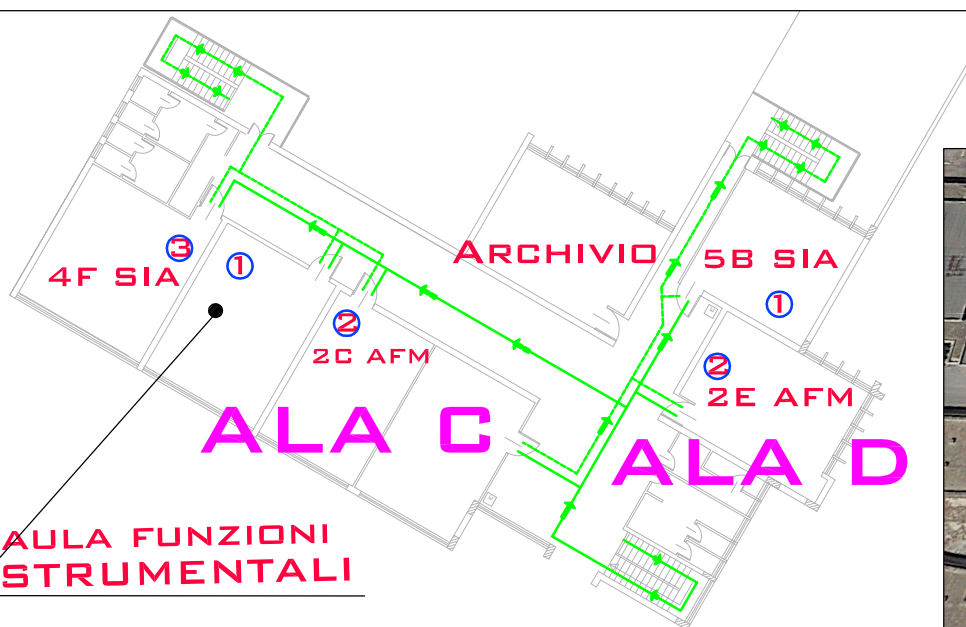 ARCHIVIO
5B SIA
1
3
4F SIA
1
2
2C AFM
2
2E AFM
ALA C
ALA D
AULA FUNZIONI
STRUMENTALI